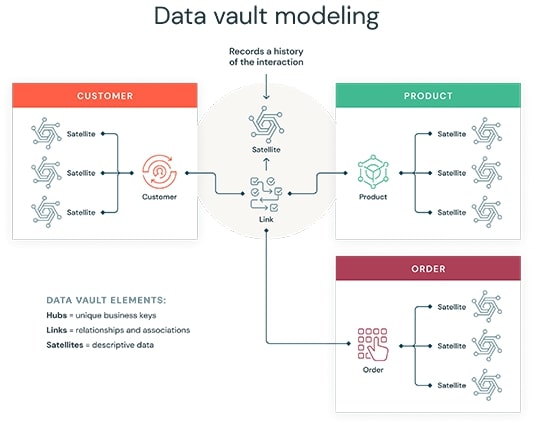 Data vault modeling
Records a history
of the interaction
CUSTOMER
Satellite
Satellite
Satellite
Customer
Satellite
Link
PRODUCT
Product
Satellite
Satellite
Satellite
ORDER
Order
Satellite
Satellite
Satellite
DATA VAULT ELEMENTS:
Hubs = unique business keys
Links = relationships and associations
Satellites = descriptive data